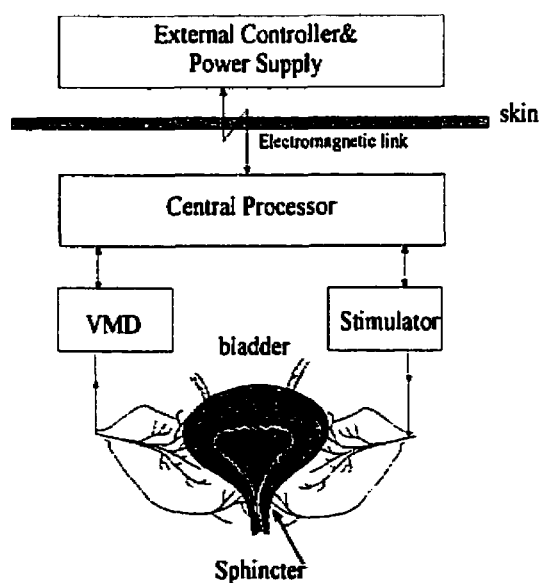 External Controller&
Power Supply
skin
Electromagnetic link
Central Processor
VMD
Stimulator
bladder
Sphincter